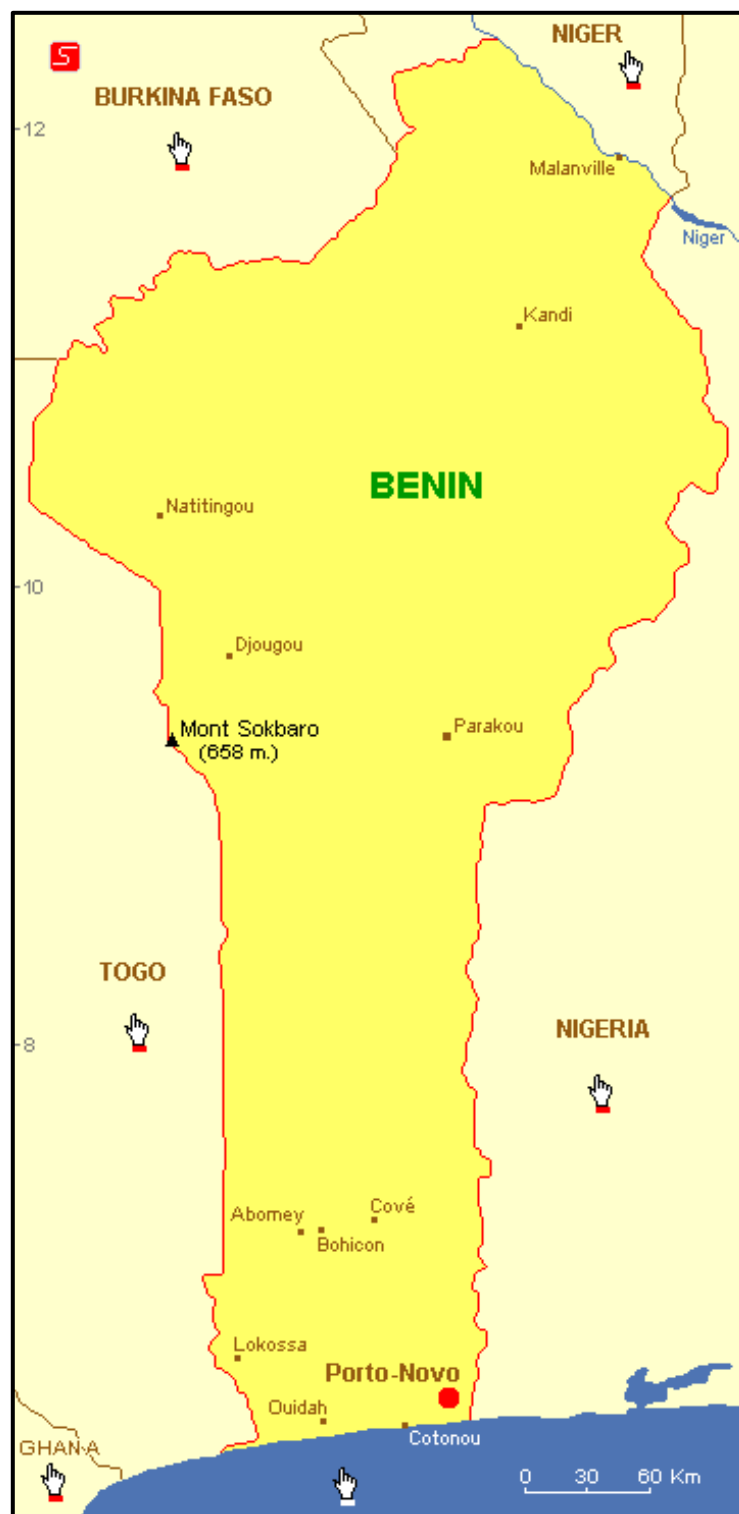 S
NIGER
BURKINA FASO
12
Malanville
Niger
Kandi
BENIN
Natitingou
10
Djougou
Mont Sokbaro
(658 m.)
Parakou
TOGO
NIGERIA
8
Cové
Abomey
Bohicon
Lokossa
Porto-Novo
Ouidah
Cotonou
GHANA
0 30 60 Km